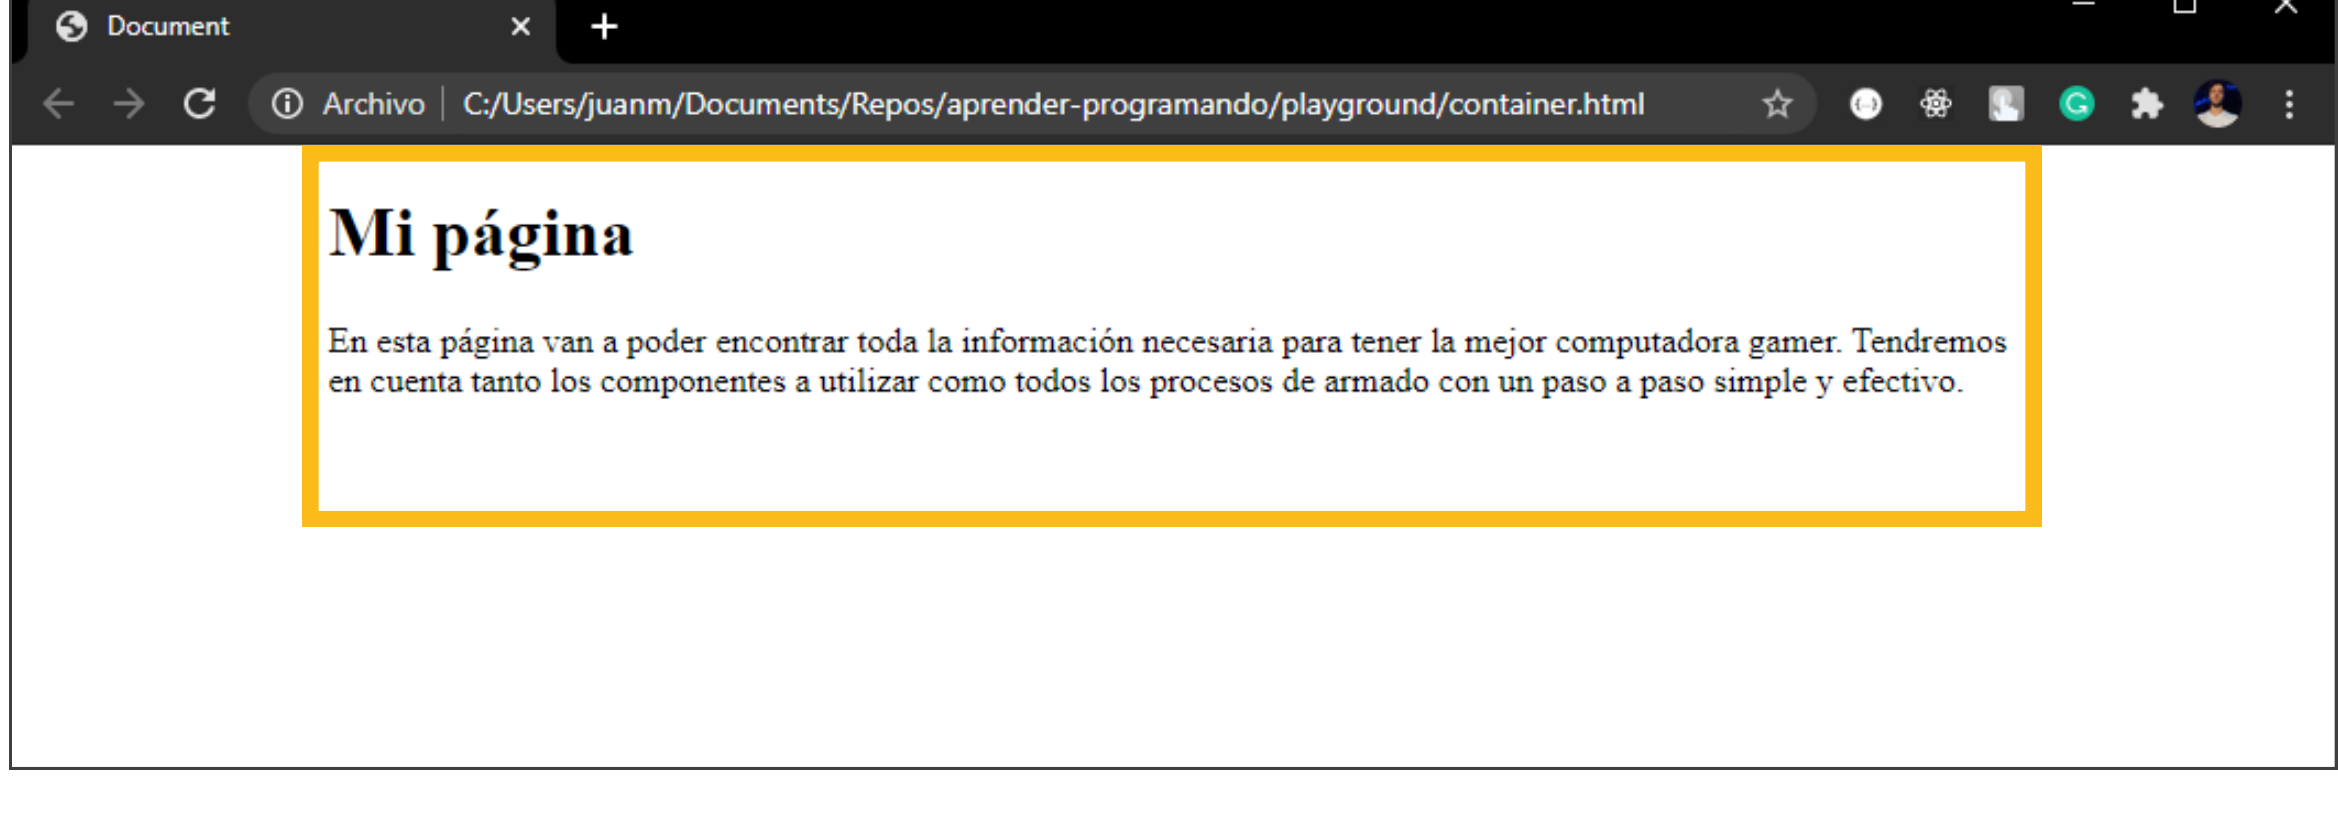 Document
Archivo | C:/Users/juanm/Documents/Repos/aprender-programando/playground/container.html
Mi página
En esta página van a poder encontrar toda la información necesaria para tener la mejor computadora gamer. Tendremos
en cuenta tanto los componentes a utilizar como todos los procesos de armado con un paso a paso simple y efectivo.